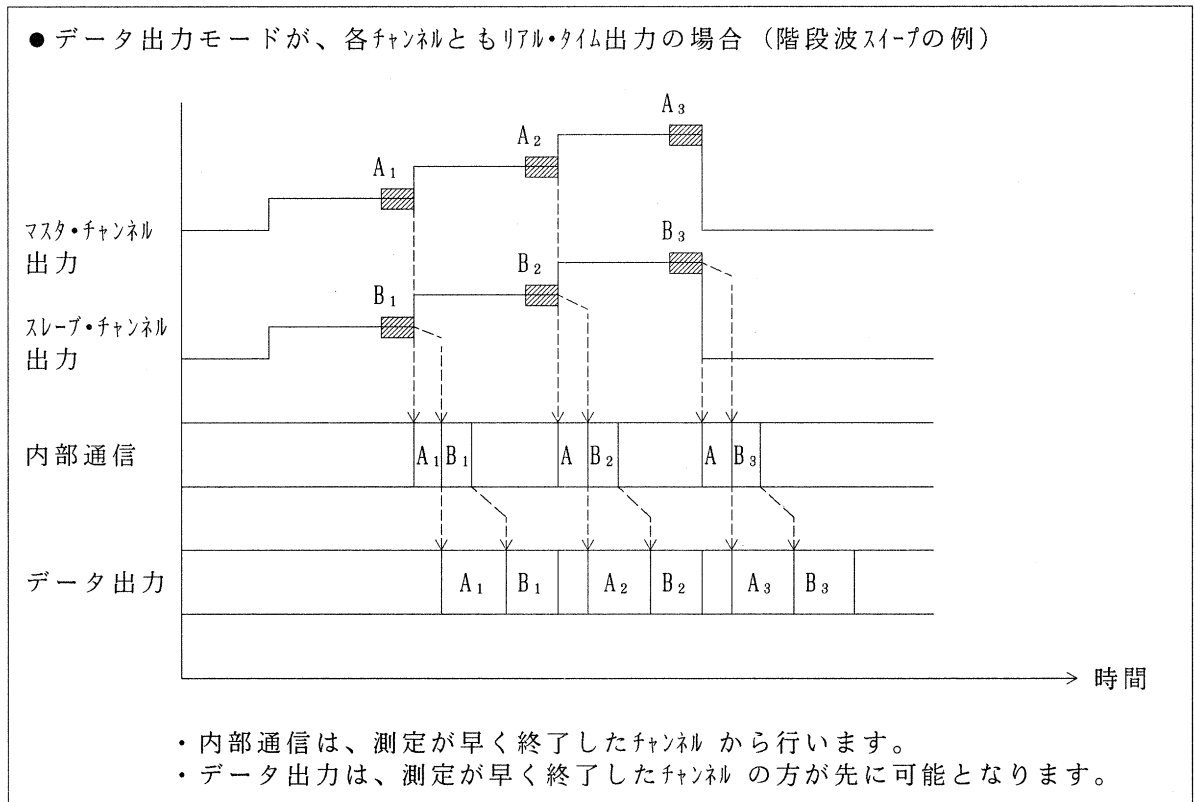 ● データ出力モードが、各ﾁｬﾝﾈﾙともﾘｱﾙ・ﾀｲﾑ出力の場合（階段波ｽｲｰﾌﾟの例）
A₃
A₂
A₁
ﾏｽﾀ・ﾁｬﾝﾈﾙ
出力
B₃
B₂
B₁
ｽﾚｰﾌﾞ・ﾁｬﾝﾈﾙ
出力
内部通信 A₁ B₁ A B₂ A B₃
データ出力 A₁ B₁ A₂ B₂ A₃ B₃
時間
・内部通信は、測定が早く終了したﾁｬﾝﾈﾙ から行います。
・データ出力は、測定が早く終了したﾁｬﾝﾈﾙ の方が先に可能となります。